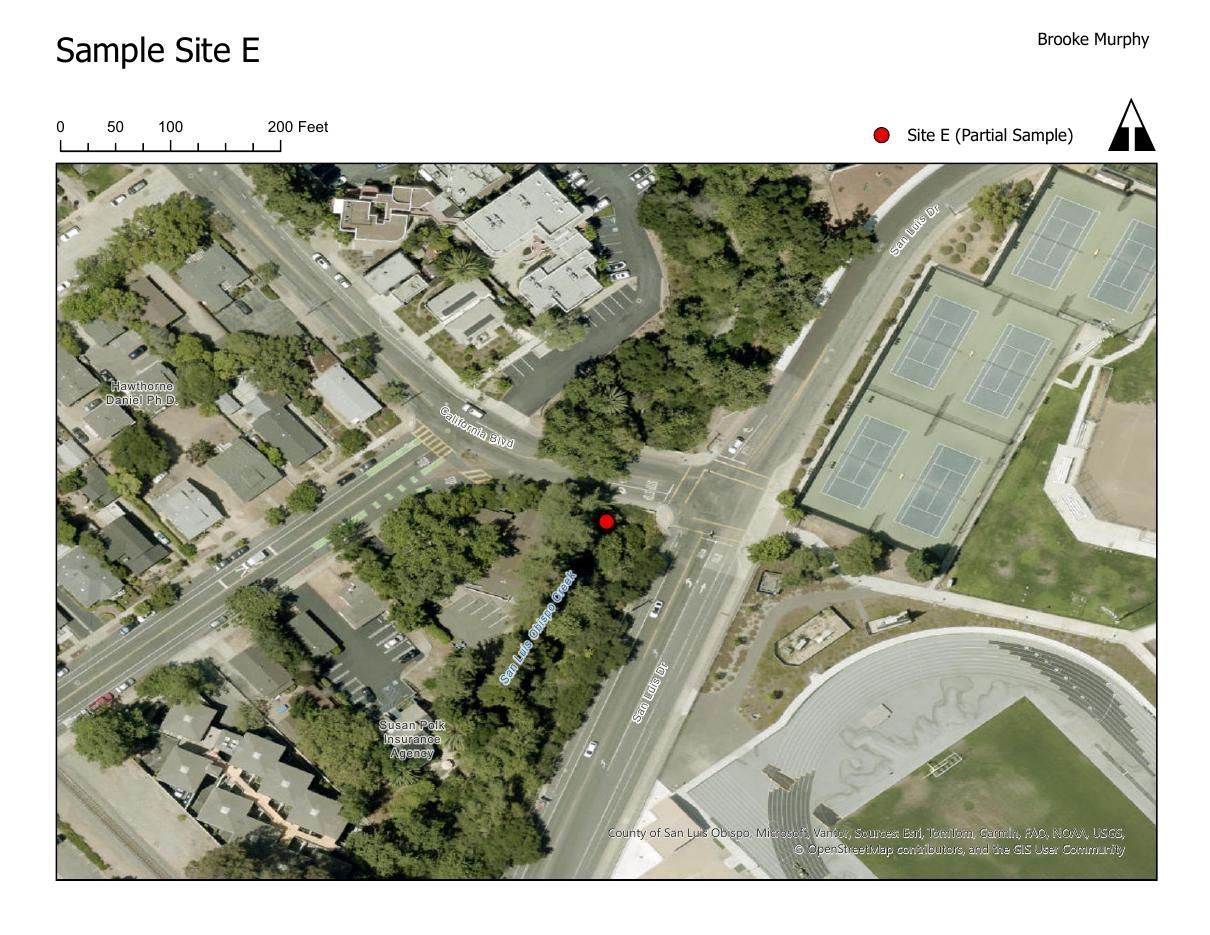 Sample Site E
Brooke Murphy
0 50 100 200 Feet
Site E (Partial Sample)
San Luis Dr
Hawthorne
Daniel Ph.D.
California Blvd
San Luis Obispo Creek
San Luis Dr
Susan Polk
Insurance
Agency
County of San Luis Obispo, Microsoft, Vantor, Sources: Esri, TomTom, Garmin, FAO, NOAA, USGS,
© OpenStreetMap contributors, and the GIS User Community